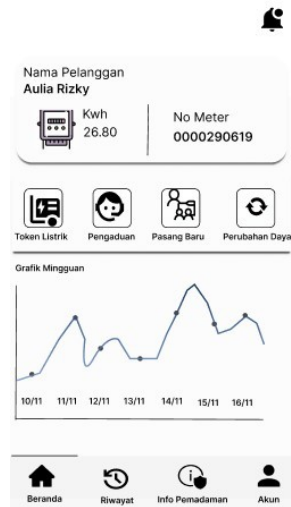 Nama Pelanggan
Aulia Rizky
Kwh
26.80
No Meter
0000290619
Token Listrik
Pengaduan
Pasang Baru
Perubahan Daya
Grafik Mingguan
10/11 11/11 12/11 13/11 14/11 15/11 16/11
Beranda
Riwayat
Info Pemadaman
Akun